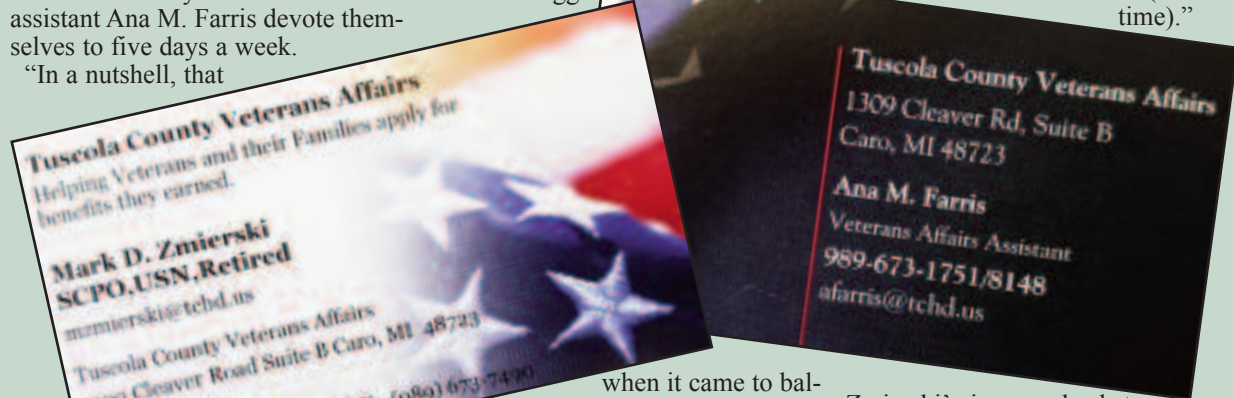 assistant Ana M. Farris devote them-
selves to five days a week.
“In a nutshell, that
time).”
Tuscola County Veterans Affairs
Helping Veterans and their Families apply for
benefits they earned.
Mark D. Zmierski
SCPO,USN,Retired
mzmierski@tchd.us
Tuscola County Veterans Affairs
Cleaver Road Suite B Caro, MI 48723
(989) 673-7490
Tuscola County Veterans Affairs
1309 Cleaver Rd, Suite B
Caro, MI 48723
Ana M. Farris
Veterans Affairs Assistant
989-673-1751/8148
afarris@tchd.us
when it came to bal-